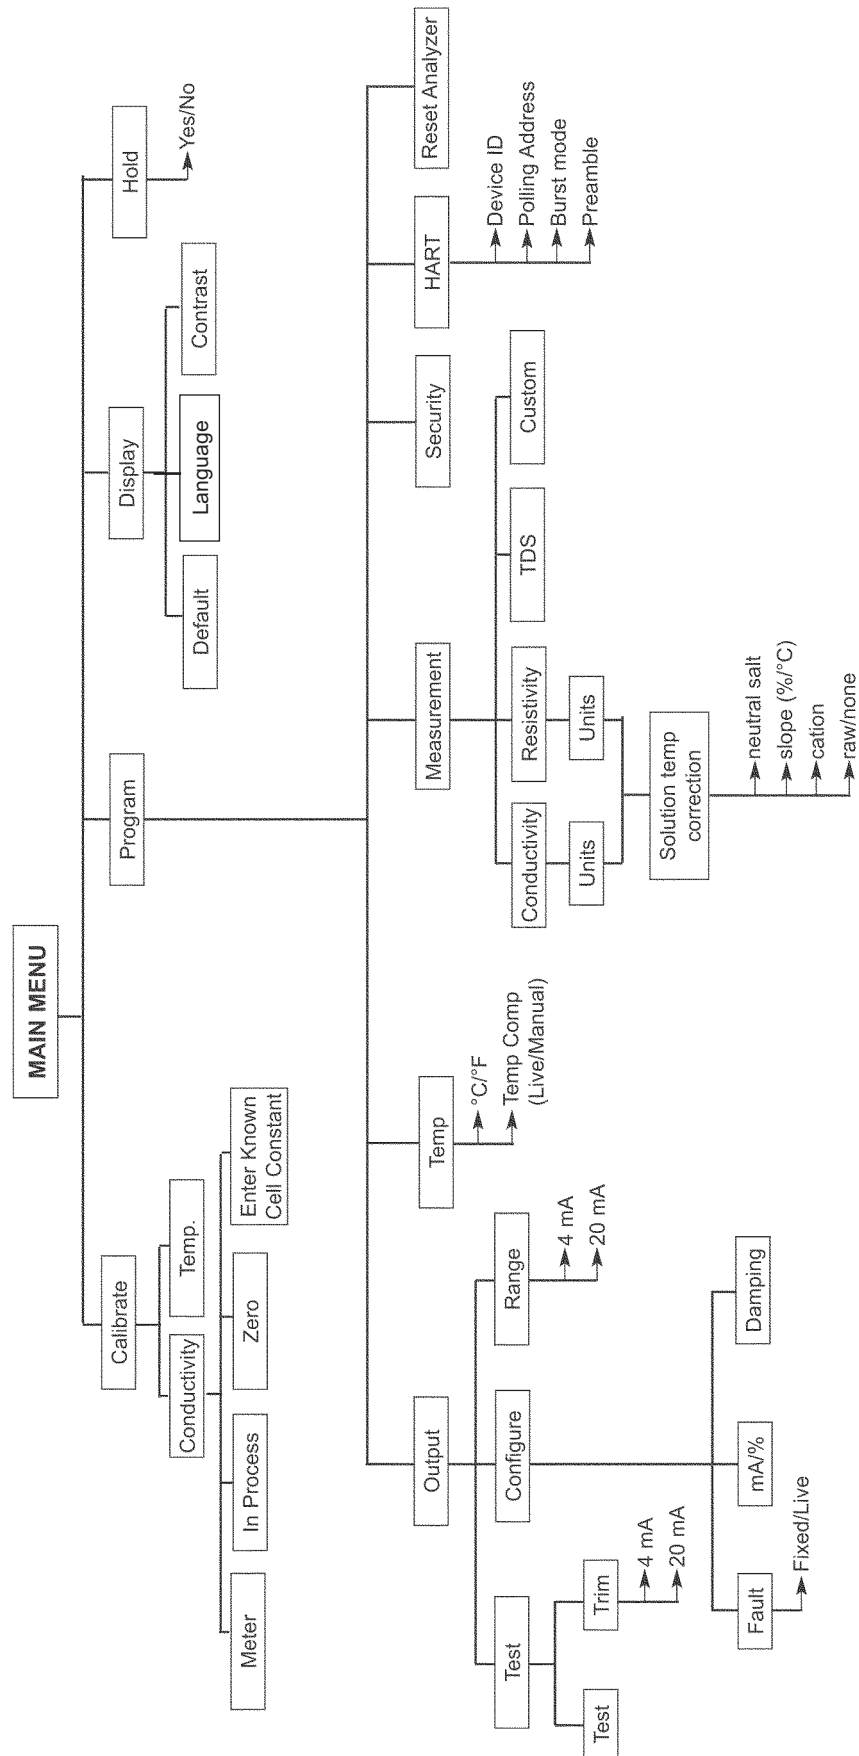 MAIN MENU
Calibrate
Program
Display
Hold
Yes/No
Conductivity
Temp.
Default
Language
Contrast
Meter
In Process
Zero
Enter Known
Cell Constant
Output
Temp
Measurement
Security
HART
Reset Analyzer
°C/°F
Temp Comp
(Live/Manual)
Device ID
Polling Address
Burst mode
Preamble
Test
Configure
Range
4 mA
20 mA
Conductivity
Resistivity
TDS
Custom
Units
Units
Test
Trim
4 mA
20 mA
Solution temp
correction
neutral salt
slope (%/°C)
cation
raw/none
Fault
mA/%
Damping
Fixed/Live